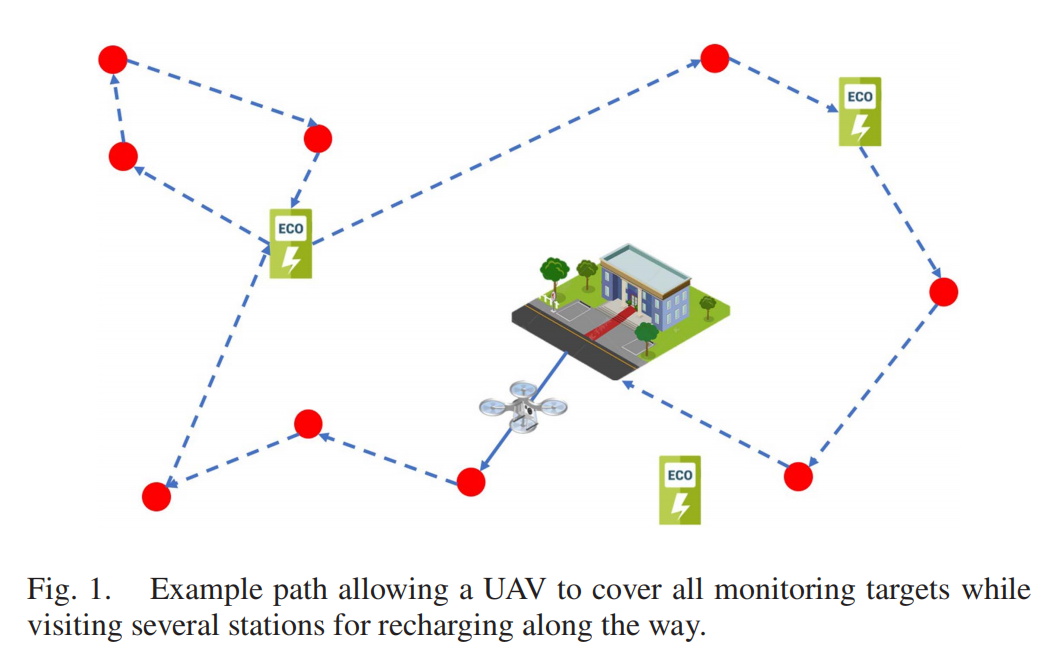 ECO
ECO
ECO
Fig. 1. Example path allowing a UAV to cover all monitoring targets while
visiting several stations for recharging along the way.